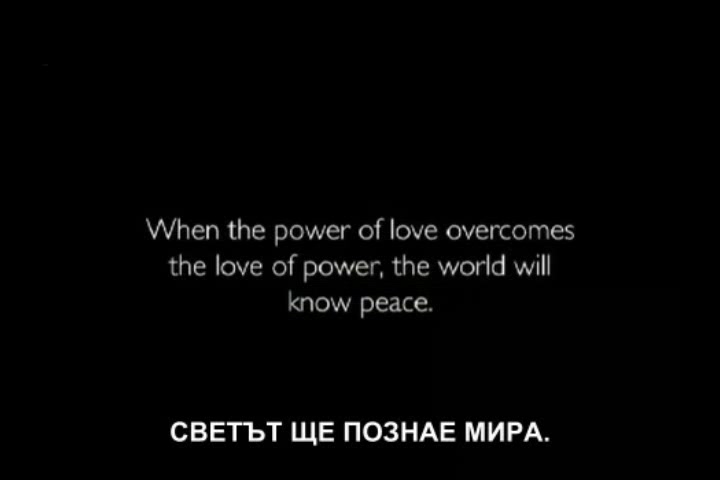 When the power of love overcomes
the love of power, the world will
know peace.
СВЕТЪТ ЩЕ ПОЗНАЕ МИРА.